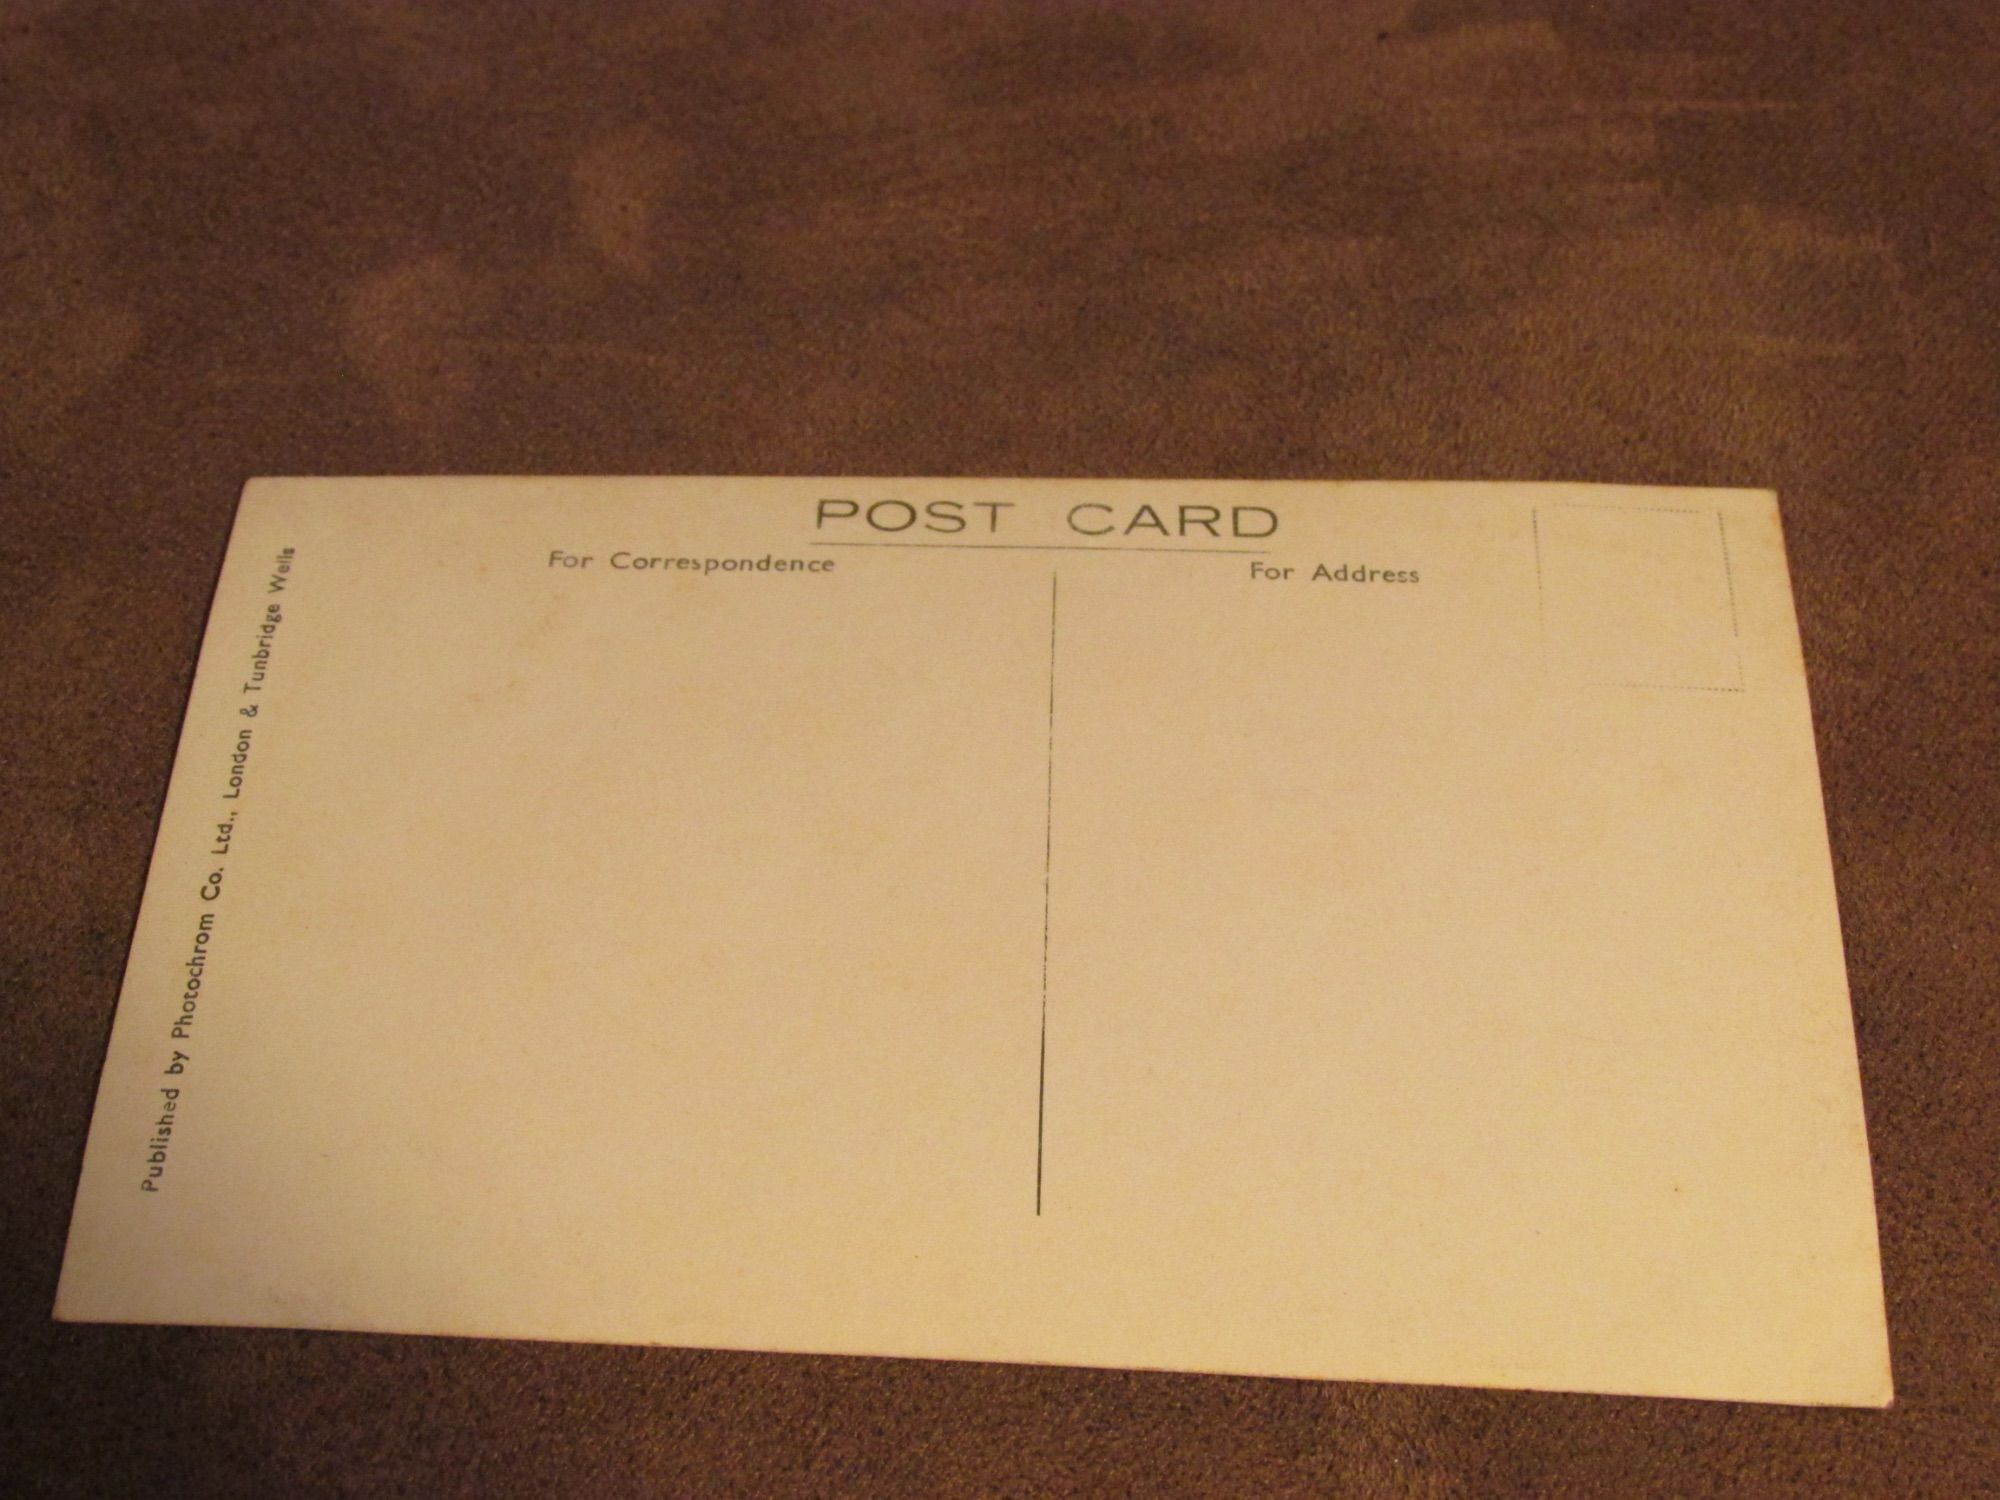 POST CARD
For Correspondence
For Address
Published by Photochrom Co. Ltd., London & Tunbridge Wells